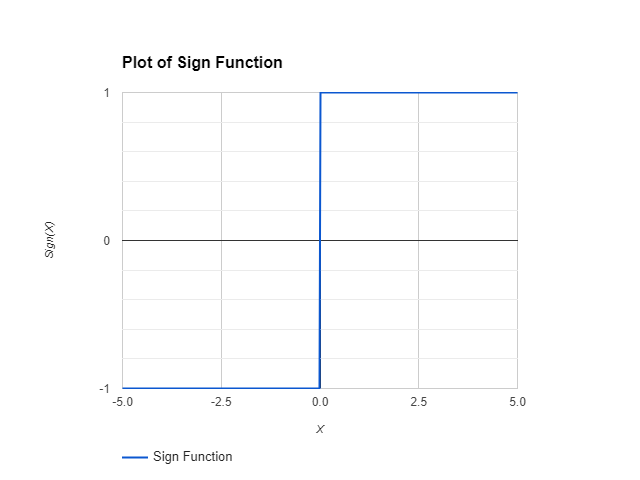 Plot of Sign Function
1
0
-1
Sign(X)
-5.0 -2.5 0.0 2.5 5.0
X
Sign Function